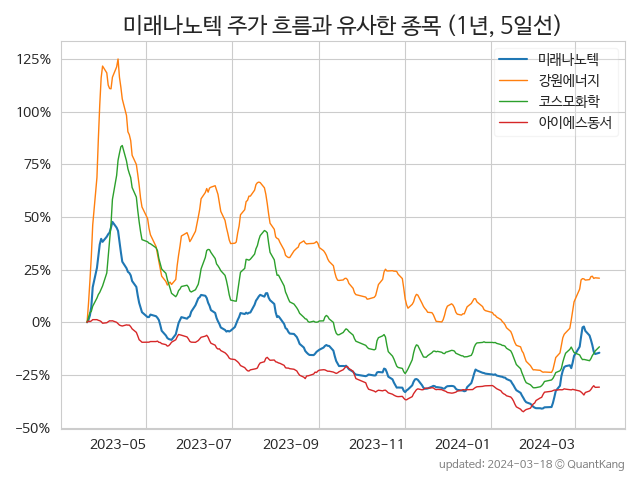 미래나노텍 주가 흐름과 유사한 종목 (1년, 5일선)
미래나노텍
강원에너지
코스모화학
아이에스동서
125%
100%
75%
50%
25%
0%
−25%
−50%
2023-05 2023-07 2023-09 2023-11 2024-01 2024-03
updated: 2024-03-18 © QuantKang